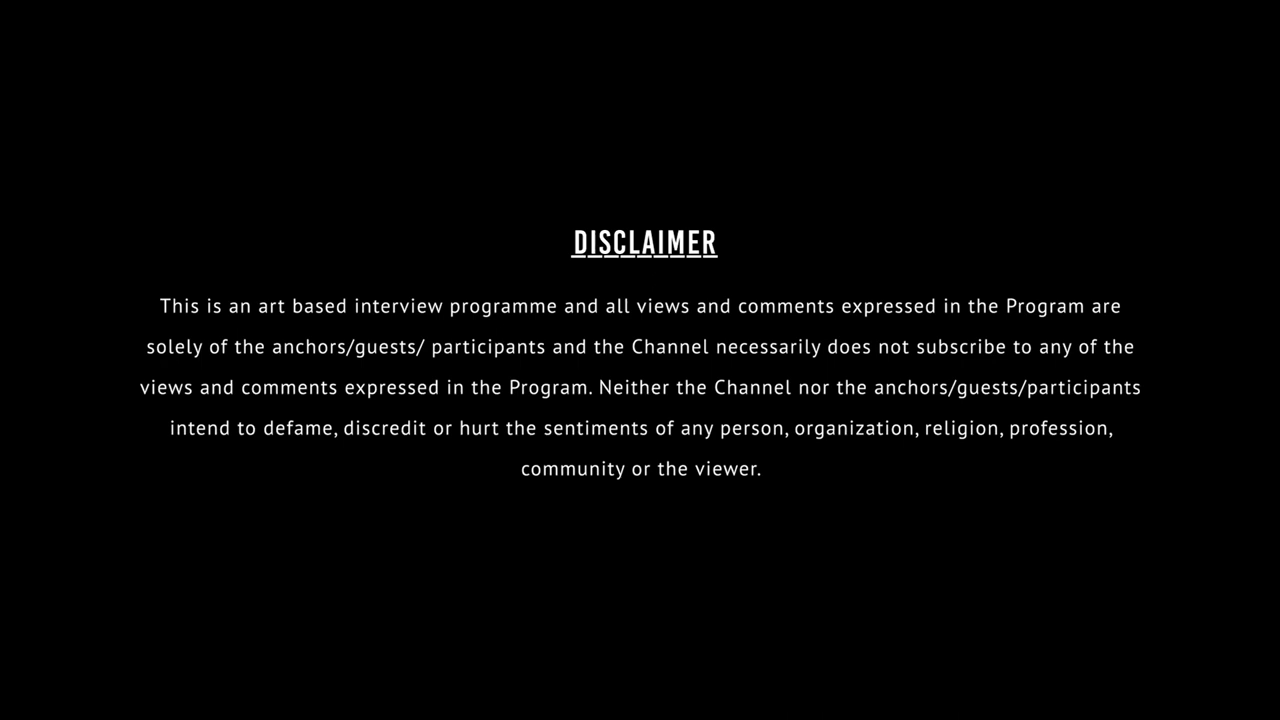 DISCLAIMER
This is an art based interview programme and all views and comments expressed in the Program are
solely of the anchors/guests/ participants and the Channel necessarily does not subscribe to any of the
views and comments expressed in the Program. Neither the Channel nor the anchors/guests/participants
intend to defame, discredit or hurt the sentiments of any person, organization, religion, profession,
community or the viewer.